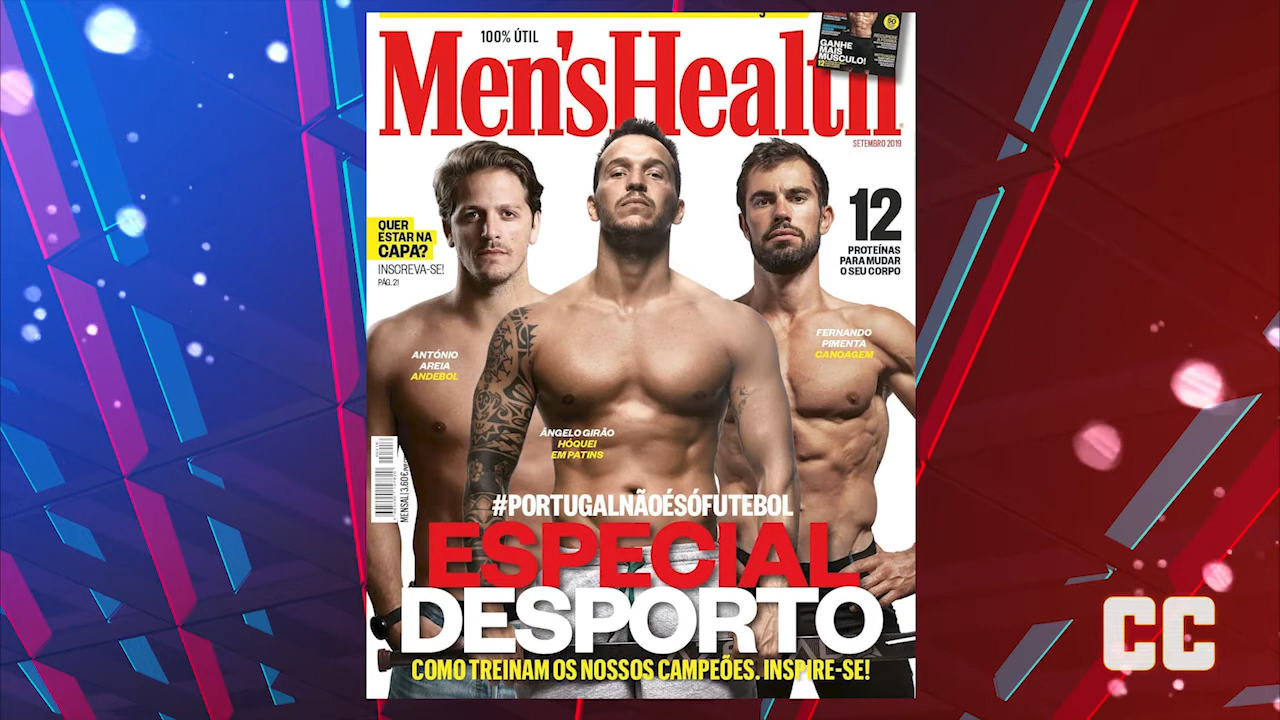 100% ÚTIL
Men'sHealth
SETEMBRO 2019
GANHE
MAIS
MÚSCULO!
12
50
QUER
ESTAR NA
CAPA?
INSCREVA-SE!
PÁG. 21
12
PROTEÍNAS
PARA MUDAR
O SEU CORPO
ANTÓNIO
AREIA
ANDEBOL
FERNANDO
PIMENTA
CANOAGEM
ÂNGELO GIRÃO
HÓQUEI
EM PATINS
MENSAL | 3.60€
#PORTUGALNÃOÉSÓFUTEBOL
ESPECIAL
DESPORTO
COMO TREINAM OS NOSSOS CAMPEÕES. INSPIRE-SE!
CC